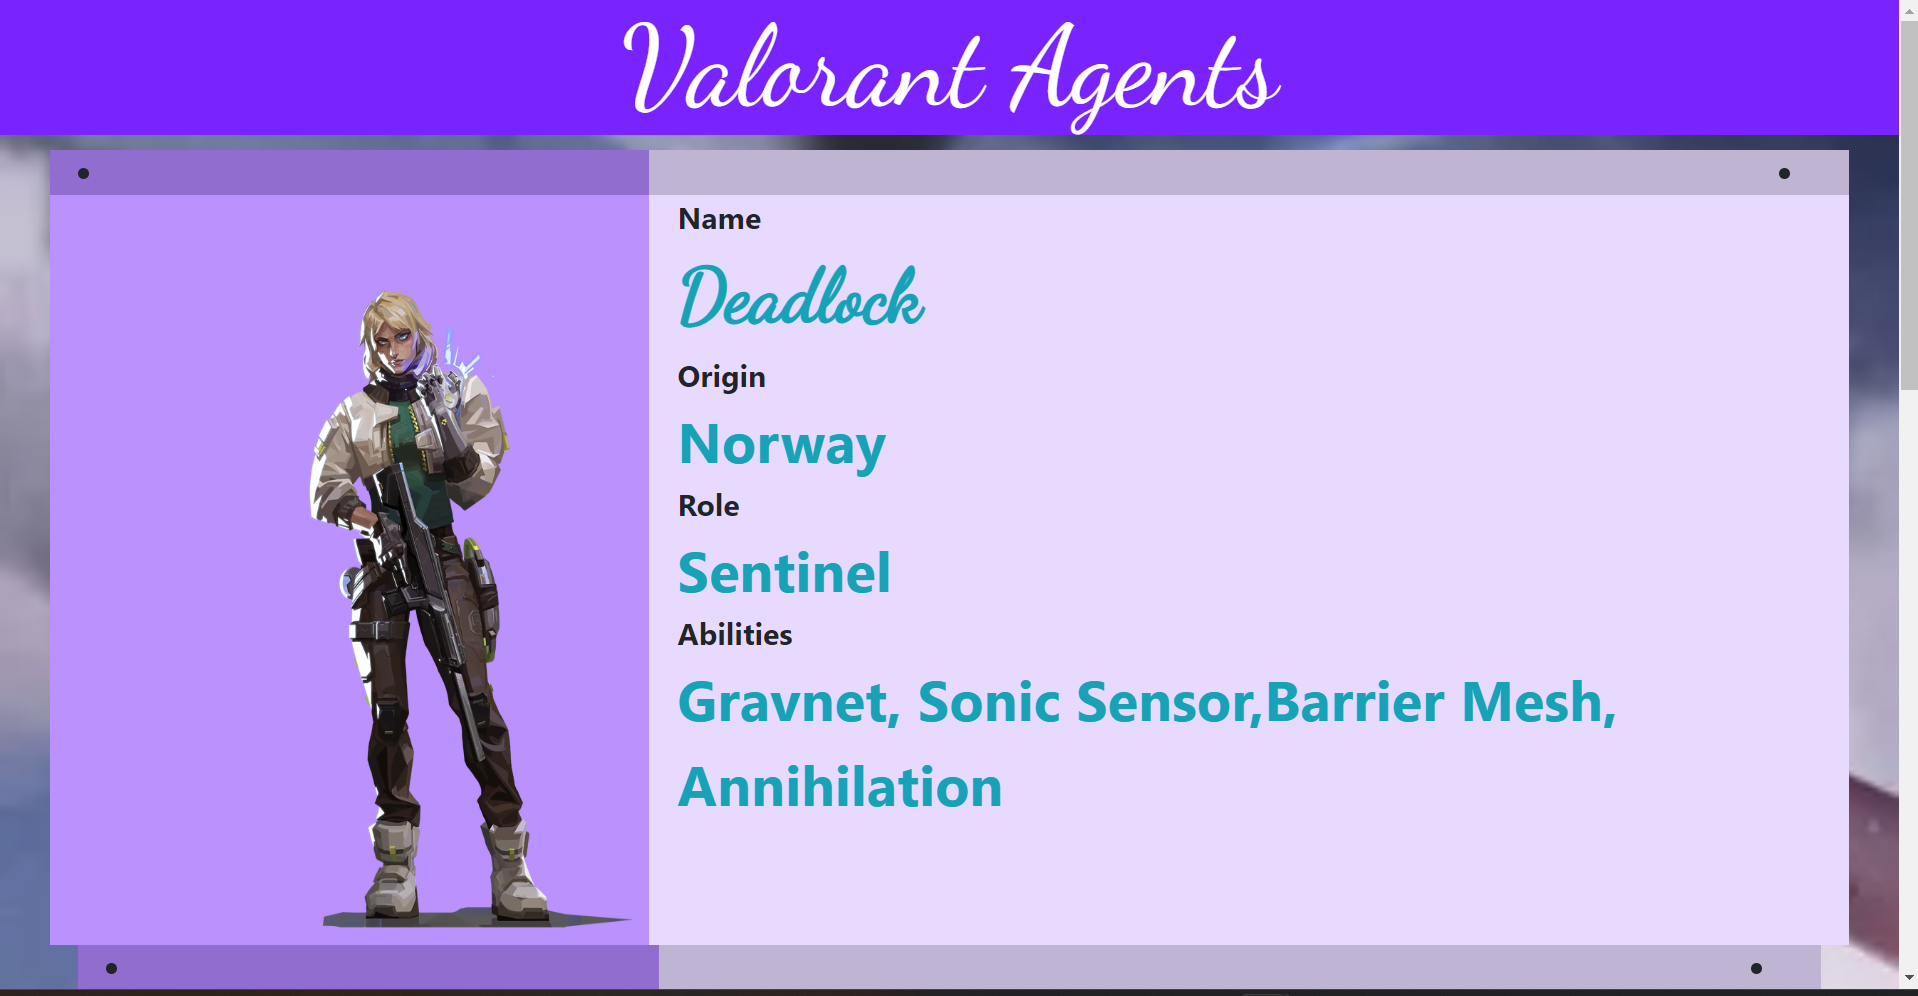 Valorant Agents
Name
Deadlock
Origin
Norway
Role
Sentinel
Abilities
Gravnet, Sonic Sensor,Barrier Mesh,
Annihilation